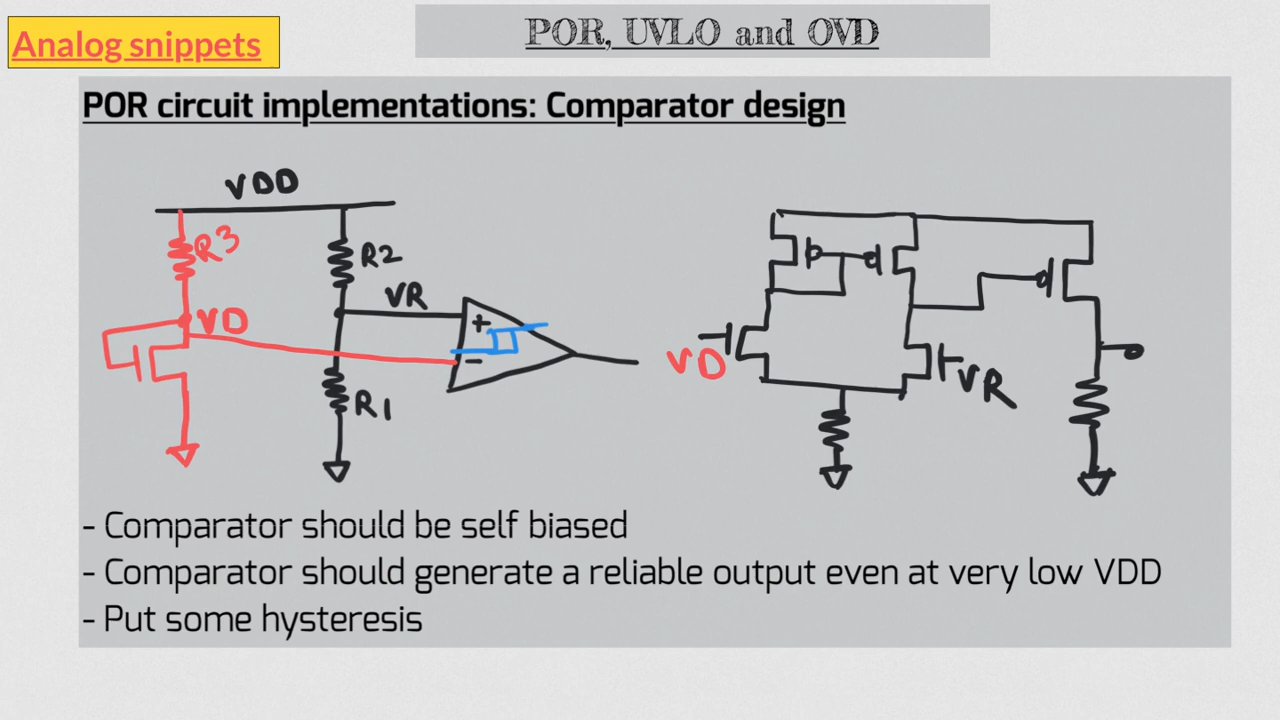 Analog snippets
POR, UVLO and OVD
POR circuit implementations: Comparator design
VDD
R3
R2
VR
VD
+
-
R1
VD
VR
- Comparator should be self biased
- Comparator should generate a reliable output even at very low VDD
- Put some hysteresis